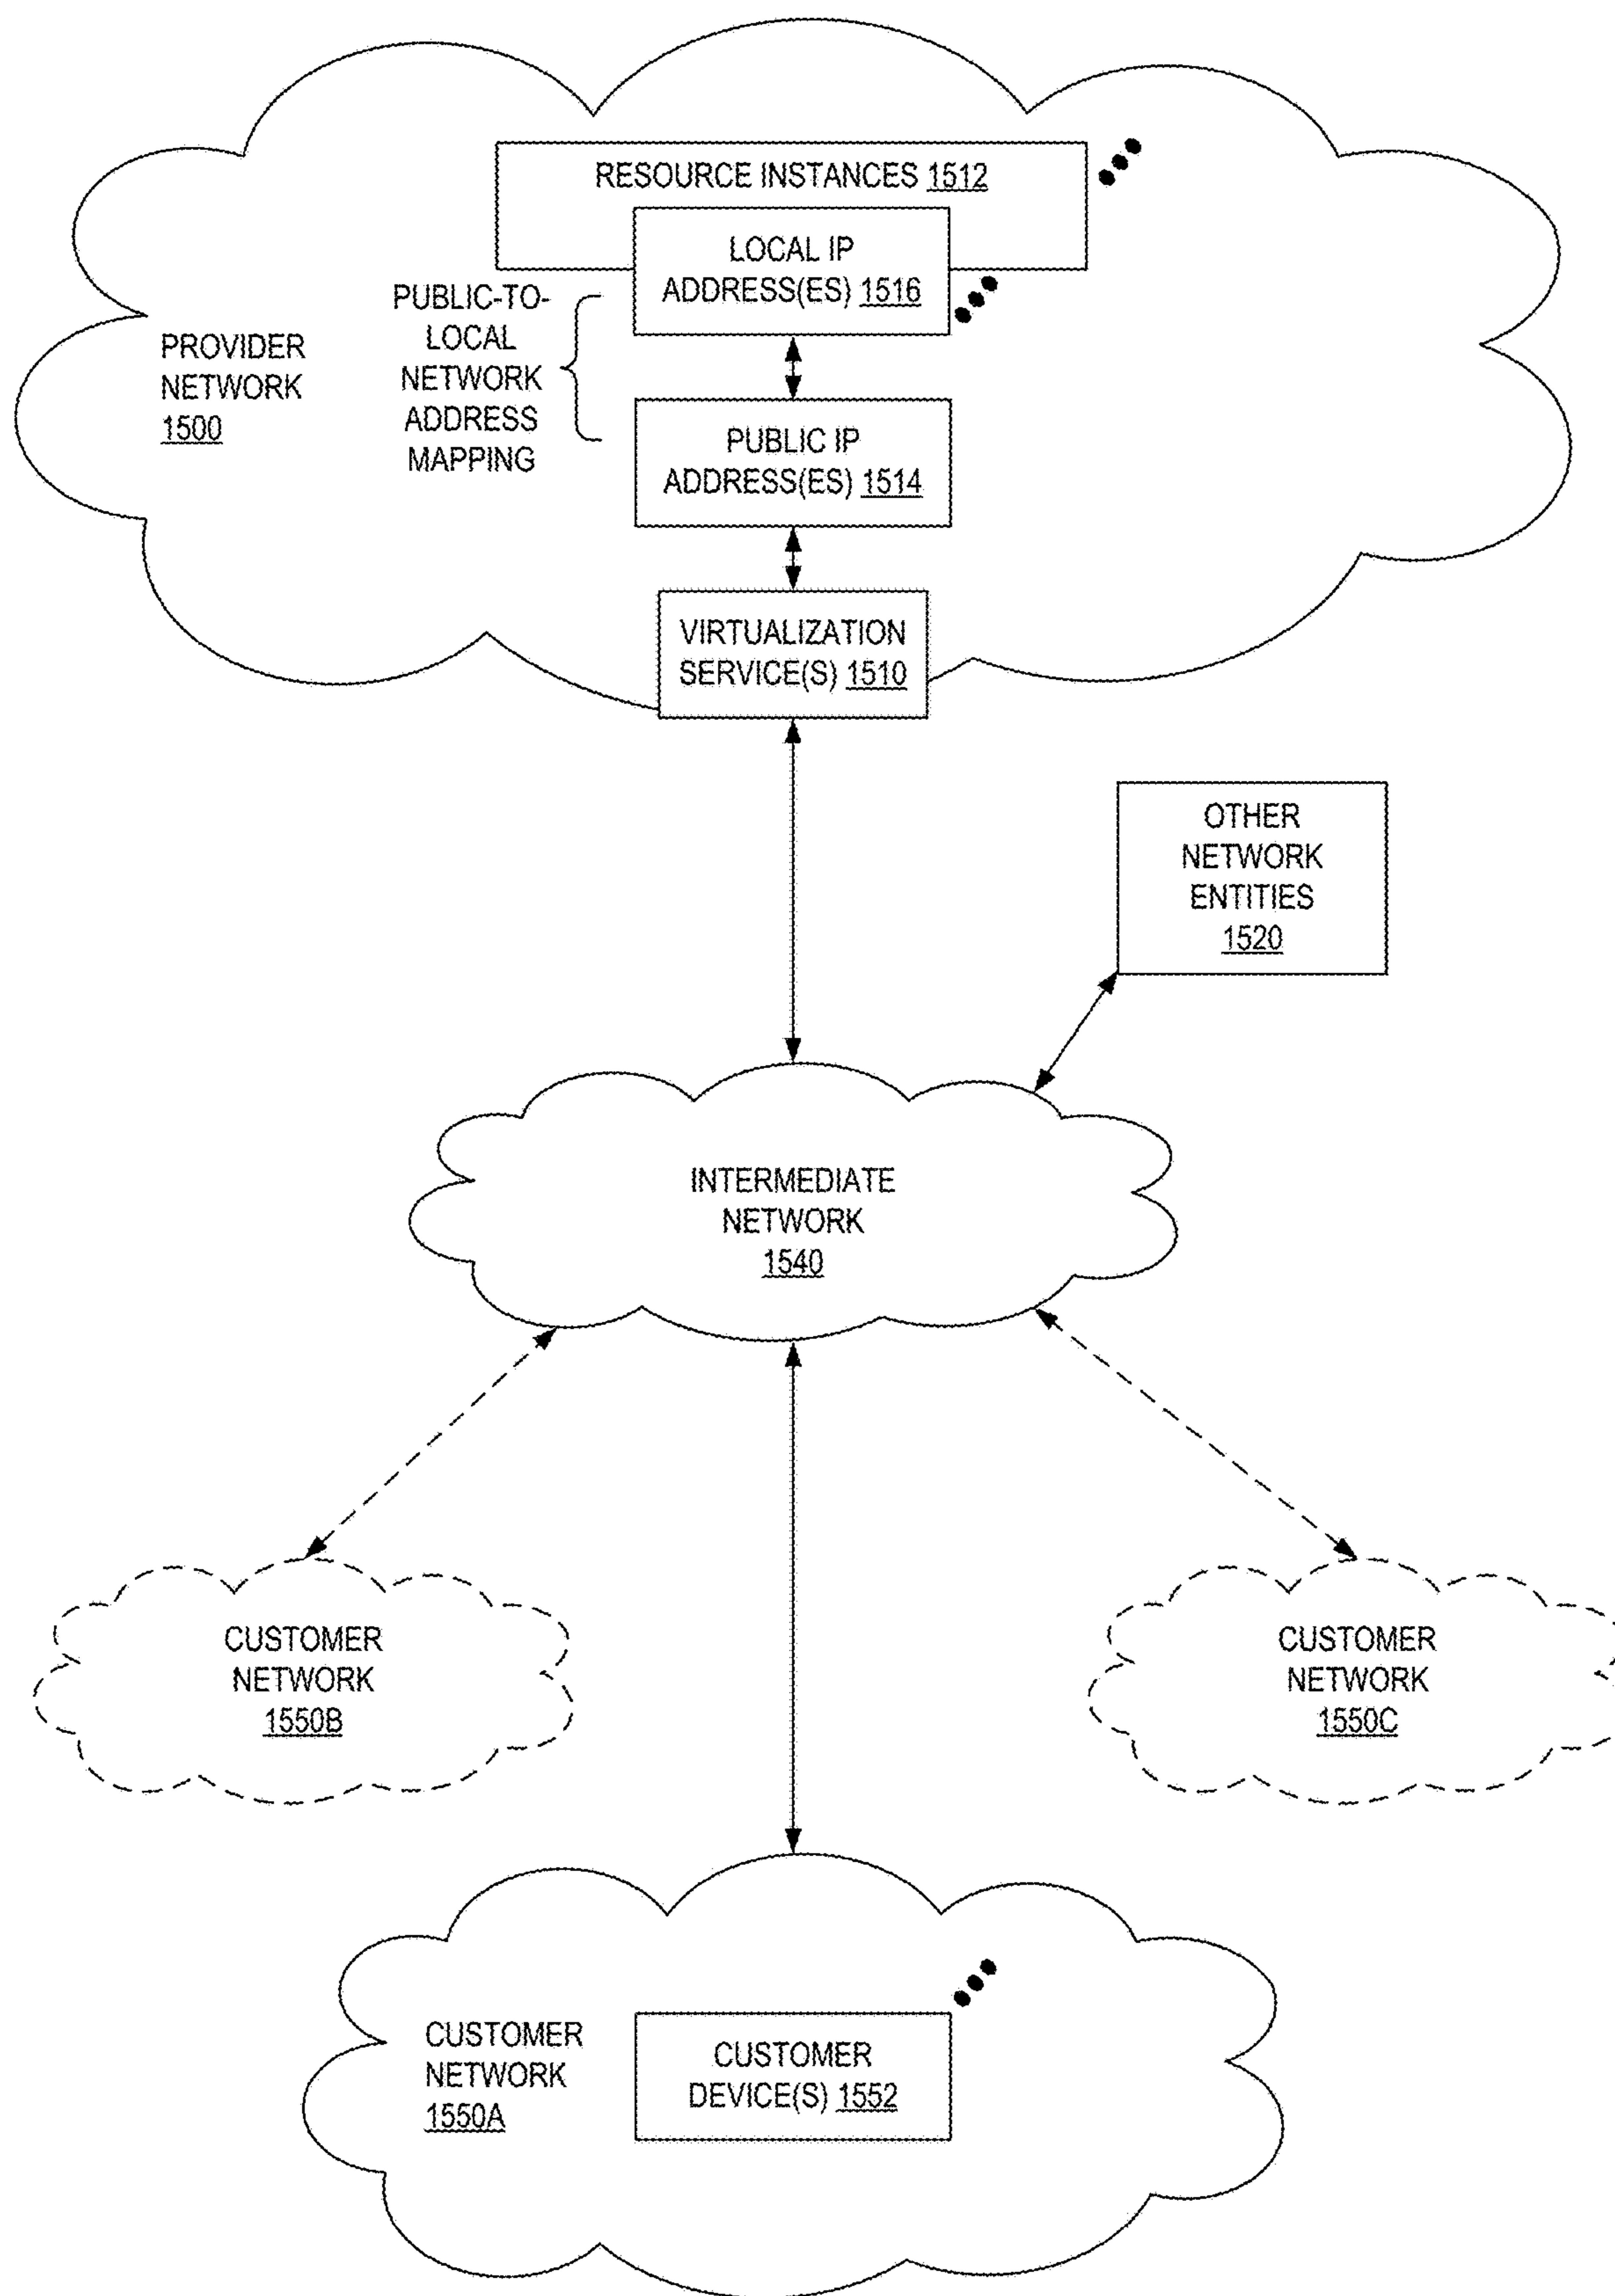 RESOURCE INSTANCES 1512
LOCAL IP
ADDRESS(ES) 1516
PUBLIC-TO-
LOCAL
NETWORK
ADDRESS
MAPPING
PROVIDER
NETWORK
1500
PUBLIC IP
ADDRESS(ES) 1514
VIRTUALIZATION
SERVICE(S) 1510
OTHER
NETWORK
ENTITIES
1520
INTERMEDIATE
NETWORK
1540
CUSTOMER
NETWORK
1550B
CUSTOMER
NETWORK
1550C
CUSTOMER
NETWORK
1550A
CUSTOMER
DEVICE(S) 1552